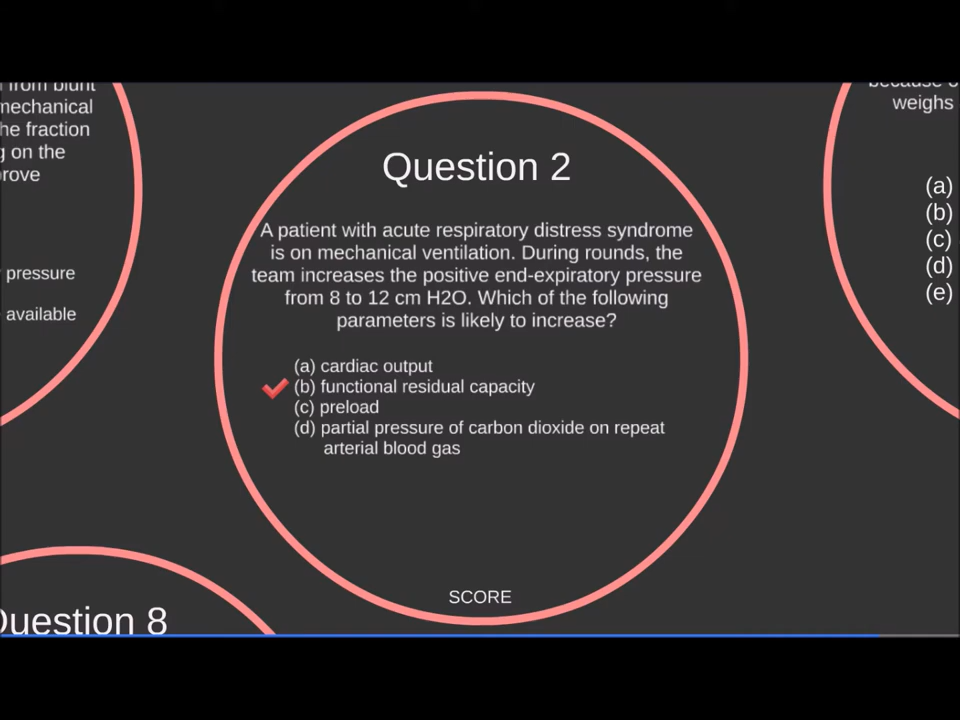 from blunt
mechanical
he fraction
g on the
rove
pressure
available
Question 2
A patient with acute respiratory distress syndrome
is on mechanical ventilation. During rounds, the
team increases the positive end-expiratory pressure
from 8 to 12 cm H2O. Which of the following
parameters is likely to increase?
(a) cardiac output
(b) functional residual capacity
(c) preload
(d) partial pressure of carbon dioxide on repeat
arterial blood gas
SCORE
because
weighs
(a)
(b)
(c)
(d)
(e)
Question 8